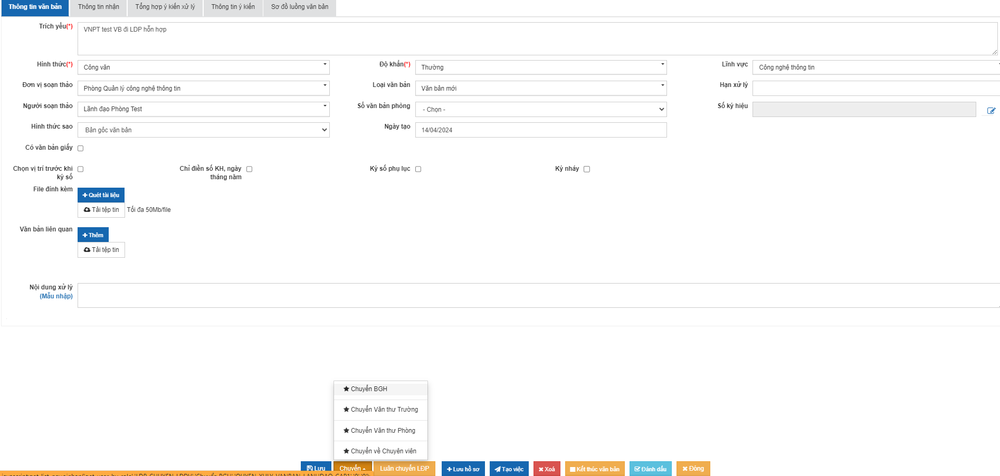 Thông tin văn bản Thông tin nhận Tổng hợp ý kiến xử lý Thông tin ý kiến Sơ đồ luồng văn bản
Trích yếu(*) VNPT test VB đi LDP hỗn hợp
Hình thức(*) Công văn Độ khẩn(*) Thường Lĩnh vực Công nghệ thông tin
Đơn vị soạn thảo Phòng Quản lý công nghệ thông tin Loại văn bản Văn bản mới Hạn xử lý
Người soạn thảo Lãnh đạo Phòng Test Số văn bản phòng - Chọn - Số ký hiệu
Hình thức sao Bản gốc văn bản Ngày tạo 14/04/2024
Có văn bản giấy
Chọn vị trí trước khi ký số Chỉ điền số KH, ngày tháng năm Ký số phụ lục Ký nháy
File đính kèm
Quét tài liệu
Tải tệp tin Tối đa 50Mb/file
Văn bản liên quan
Thêm
Tải tệp tin
Nội dung xử lý
(Mẫu nhập)
Chuyển BGH
Chuyển Văn thư Trường
Chuyển Văn thư Phòng
Chuyển về Chuyên viên
Lưu Chuyển Luân chuyển LĐP Lưu hồ sơ Tạo việc Xoá Kết thúc văn bản Đánh dấu Đóng